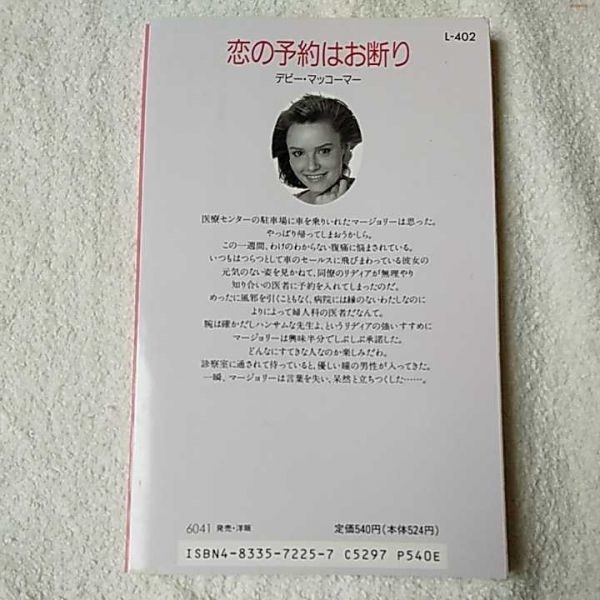 L-402
恋の予約はお断り
デビー・マッコーマー
医療センターの駐車場に車を乗りいれたマージョリーは思った。
やっぱり帰ってしまおうかしら。
この一週間、わけのわからない腹痛に悩まされている。
いつもはつらつとして車のセールスに飛びまわっている彼女の
元気のない姿を見かねて、同僚のリディアが無理やり
知り合いの医者に予約を入れてしまったのだ。
めったに風邪を引くこともなく、病院には縁のないわたしなのに
よりによって婦人科の医者だなんて。
腕は確かだしハンサムな先生よ、というリディアの強いすすめに
マージョリーは興味半分でしぶしぶ承諾した。
どんなにすてきな人なのか楽しみだわ。
診察室に通されて待っていると、優しい瞳の男性が入ってきた。
一瞬、マージョリーは言葉を失い、呆然と立ちつくした……。
6041 発売・洋販
定価540円(本体524円)
ISBN4-8335-7225-7 C5297 P540E